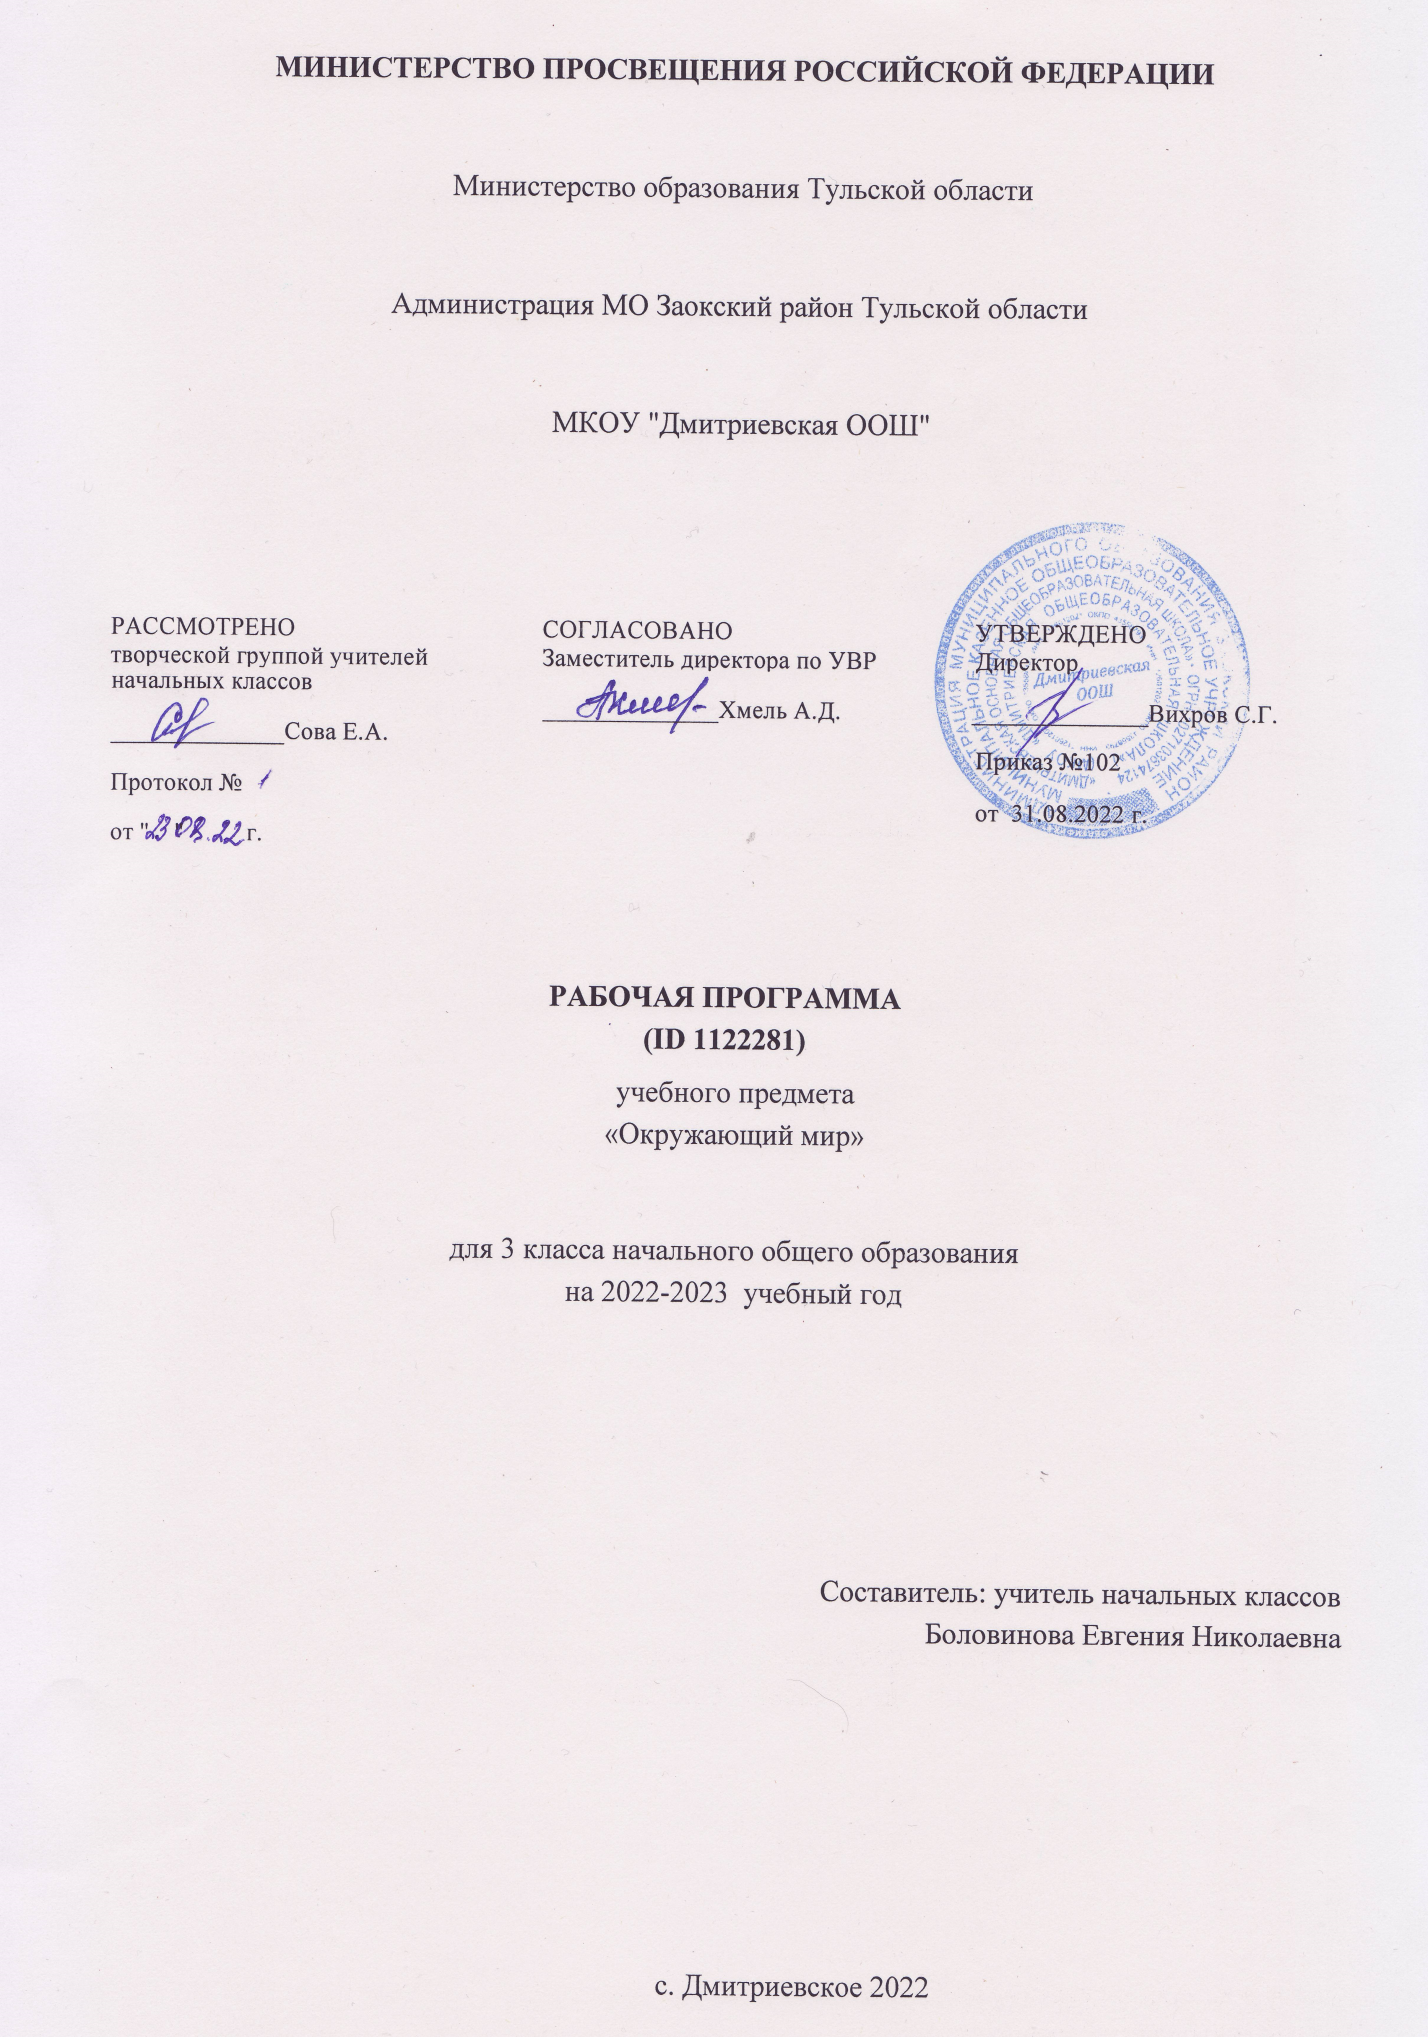 МИНИСТЕРСТВО ПРОСВЕЩЕНИЯ РОССИЙСКОЙ ФЕДЕРАЦИИ
Министерство образования Тульской области
Администрация МО Заокский район Тульской области
МКОУ "Дмитриевская ООШ"
РАССМОТРЕНО
творческой группой учителей
начальных классов
Сова Е.А.
Протокол № 1
от "23 08.22 г.
СОГЛАСОВАНО
Заместитель директора по УВР
Хмель А.Д.
УТВЕРЖДЕНО
Директор
Вихров С.Г.
Приказ №102
от 31.08.2022 г.
Дмитриевская
ООШ
РАБОЧАЯ ПРОГРАММА
(ID 1122281)
учебного предмета
«Окружающий мир»
для 3 класса начального общего образования
на 2022-2023 учебный год
Составитель: учитель начальных классов
Боловинова Евгения Николаевна
с. Дмитриевское 2022